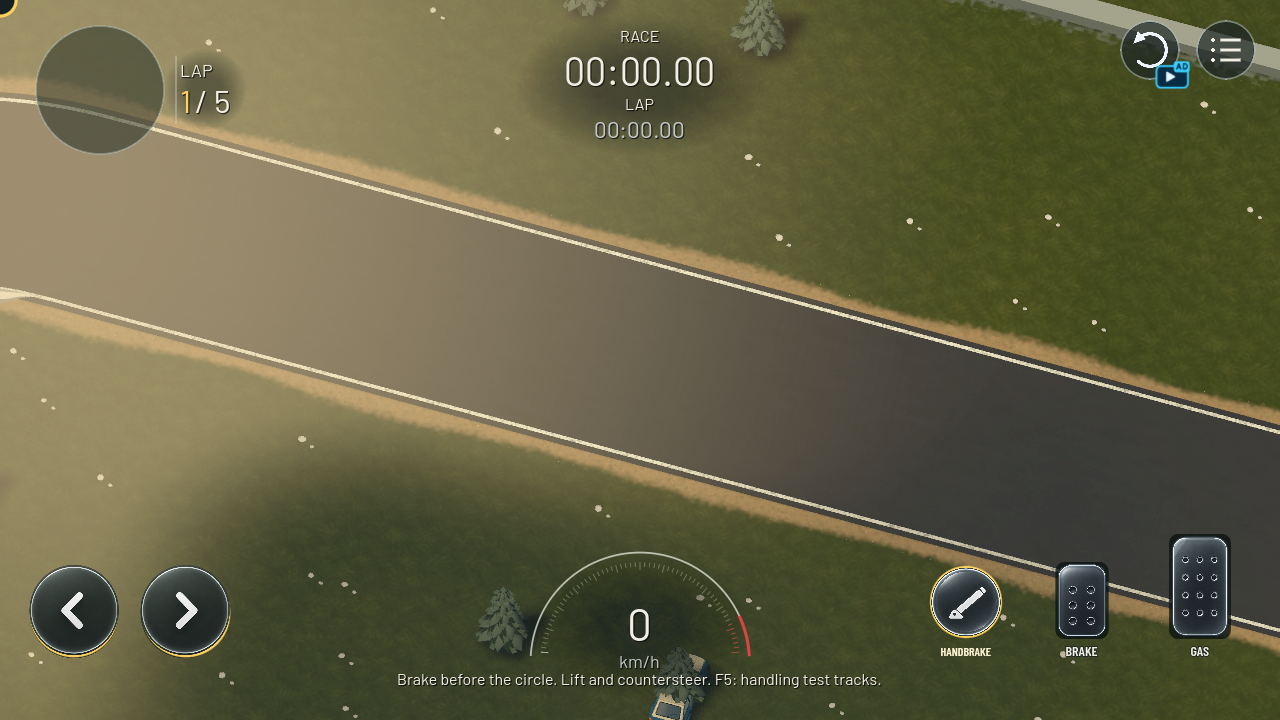 RACE
00:00.00
LAP
00:00.00
LAP
1/ 5
AD
0
km/h
HANDBRAKE
BRAKE
GAS
Brake before the circle. Lift and countersteer. F5: handling test tracks.